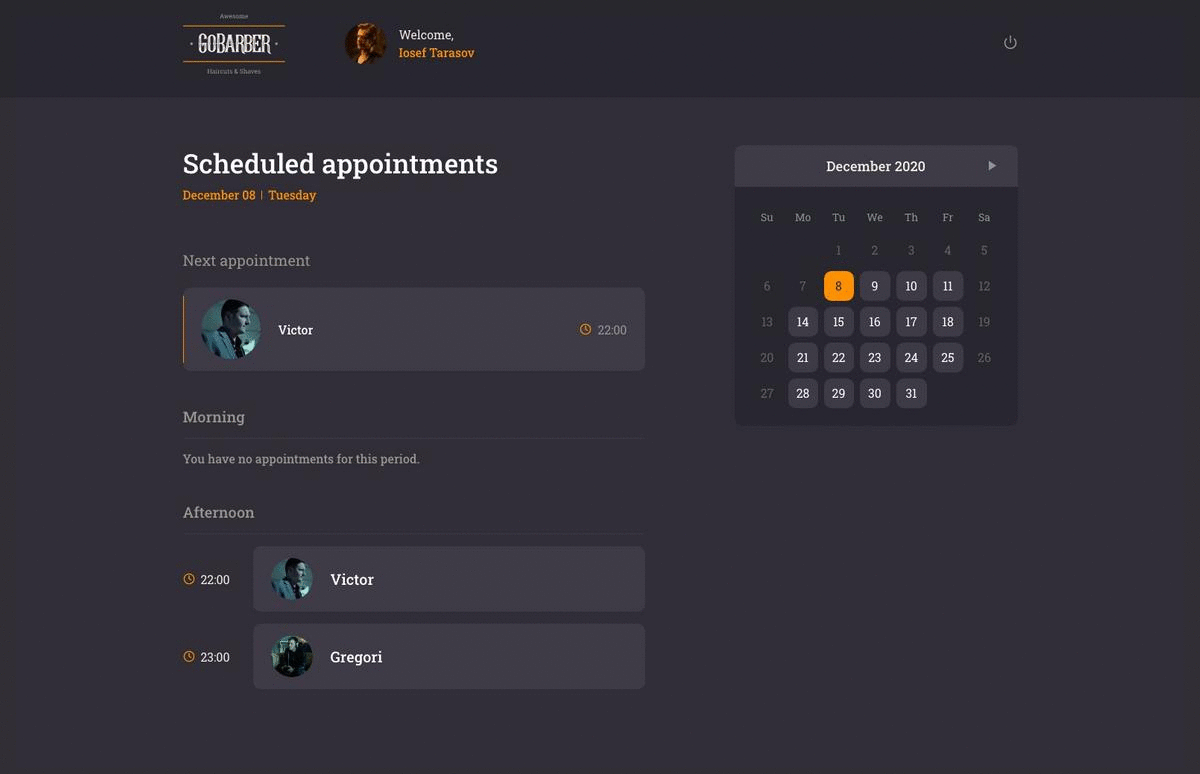 Awesome
GOBARBER
Haircuts & Shaves
Welcome,
Iosef Tarasov
Scheduled appointments
December 08 | Tuesday
Next appointment
Victor 22:00
Morning
You have no appointments for this period.
Afternoon
22:00 Victor
23:00 Gregori
December 2020
Su Mo Tu We Th Fr Sa
1 2 3 4 5
6 7 8 9 10 11 12
13 14 15 16 17 18 19
20 21 22 23 24 25 26
27 28 29 30 31